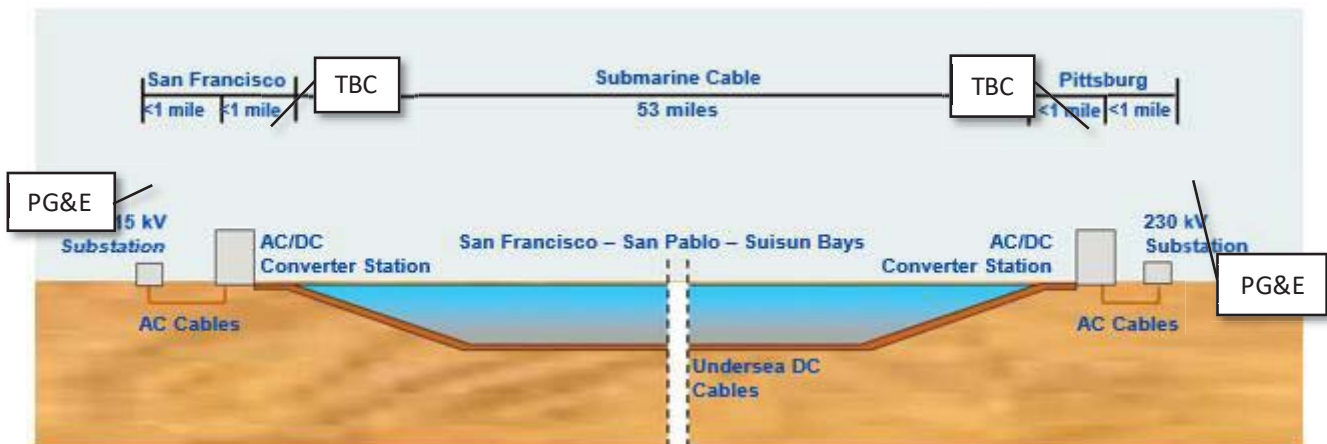 San Francisco
<1 mile
<1 mile
TBC
Submarine Cable
53 miles
TBC
Pittsburg
<1 mile
<1 mile
PG&E
15 kV
Substation
AC/DC
Converter Station
San Francisco – San Pablo – Suisun Bays
AC/DC
Converter Station
230 kV
Substation
PG&E
AC Cables
AC Cables
Undersea DC
Cables